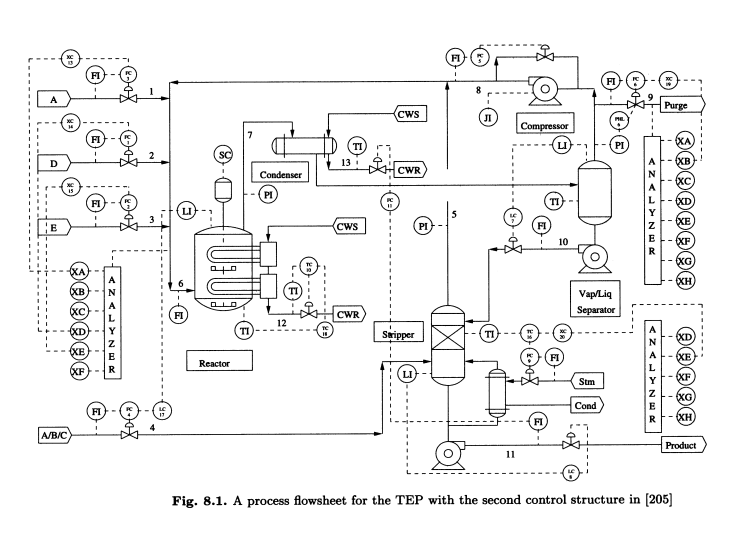 XC
13
FC
3
FI
A
1
XC
14
FC
1
FI
D
2
XC
15
FC
2
FI
E
3
LI
SC
7
Condenser
TI
13
CWS
CWR
PI
FC
11
CWS
TC
10
TI
12
CWR
TI
TC
18
6
FI
Reactor
XA
XB
XC
XD
XE
XF
ANALYZER
FI
FC
4
LC
17
A/B/C
4
FI
FC
5
8
JI
Compressor
FI
FC
6
XC
19
9
Purge
PHL
6
PI
LI
TI
LC
7
FI
10
Vap/Liq
Separator
ANALYZER
XA
XB
XC
XD
XE
XF
XG
XH
PI
5
Stripper
TI
TC
16
XC
20
FC
9
FI
Stm
Cond
LI
FI
11
LC
8
Product
ANALYZER
XD
XE
XF
XG
XH
Fig. 8.1. A process flowsheet for the TEP with the second control structure in [205]